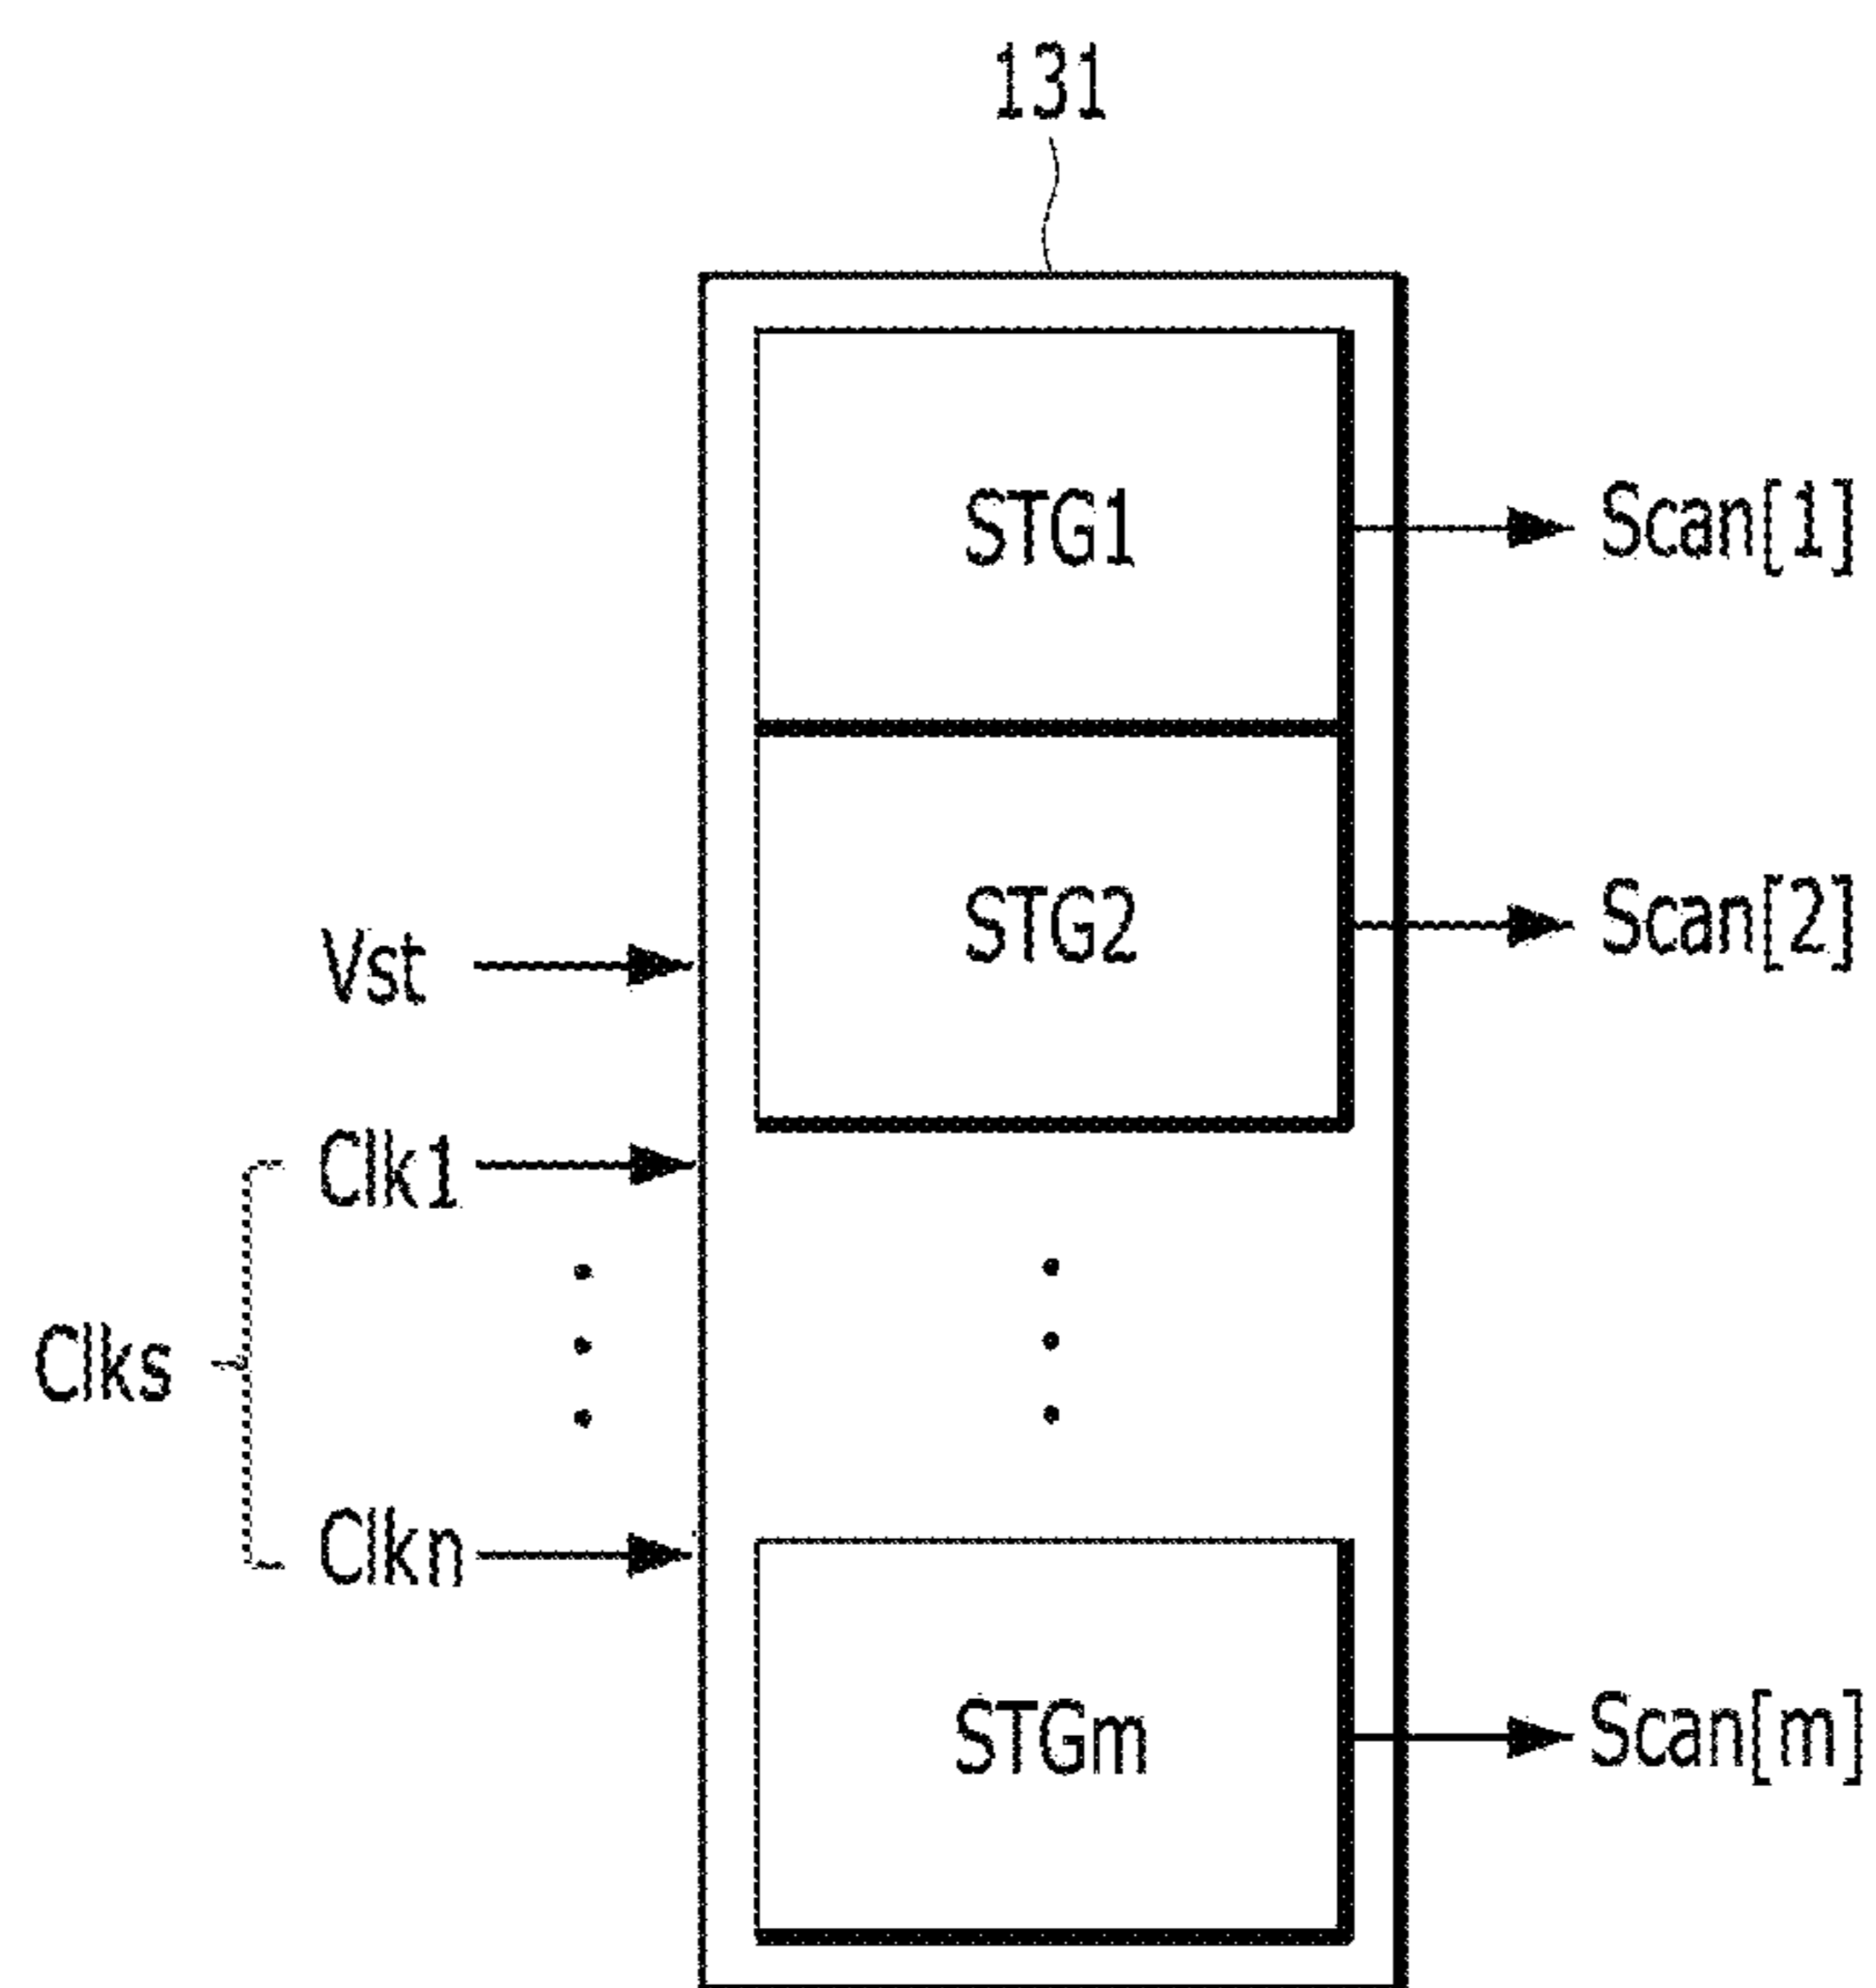 131
STG1
Scan[1]
STG2
Scan[2]
Vst
Clk1
Clks
Clkn
STGm
Scan[m]